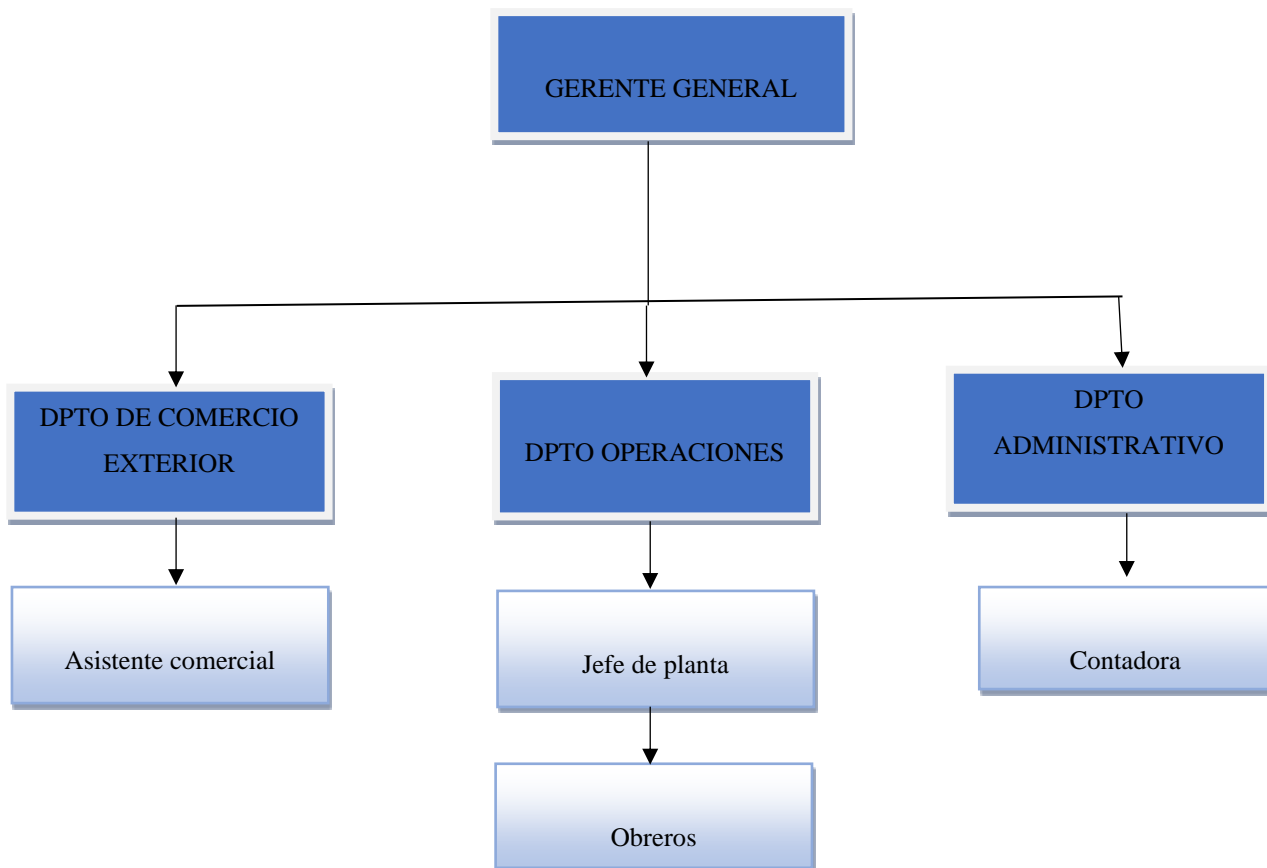 GERENTE GENERAL
DPTO DE COMERCIO
EXTERIOR
DPTO OPERACIONES
DPTO
ADMINISTRATIVO
Asistente comercial
Jefe de planta
Contadora
Obreros